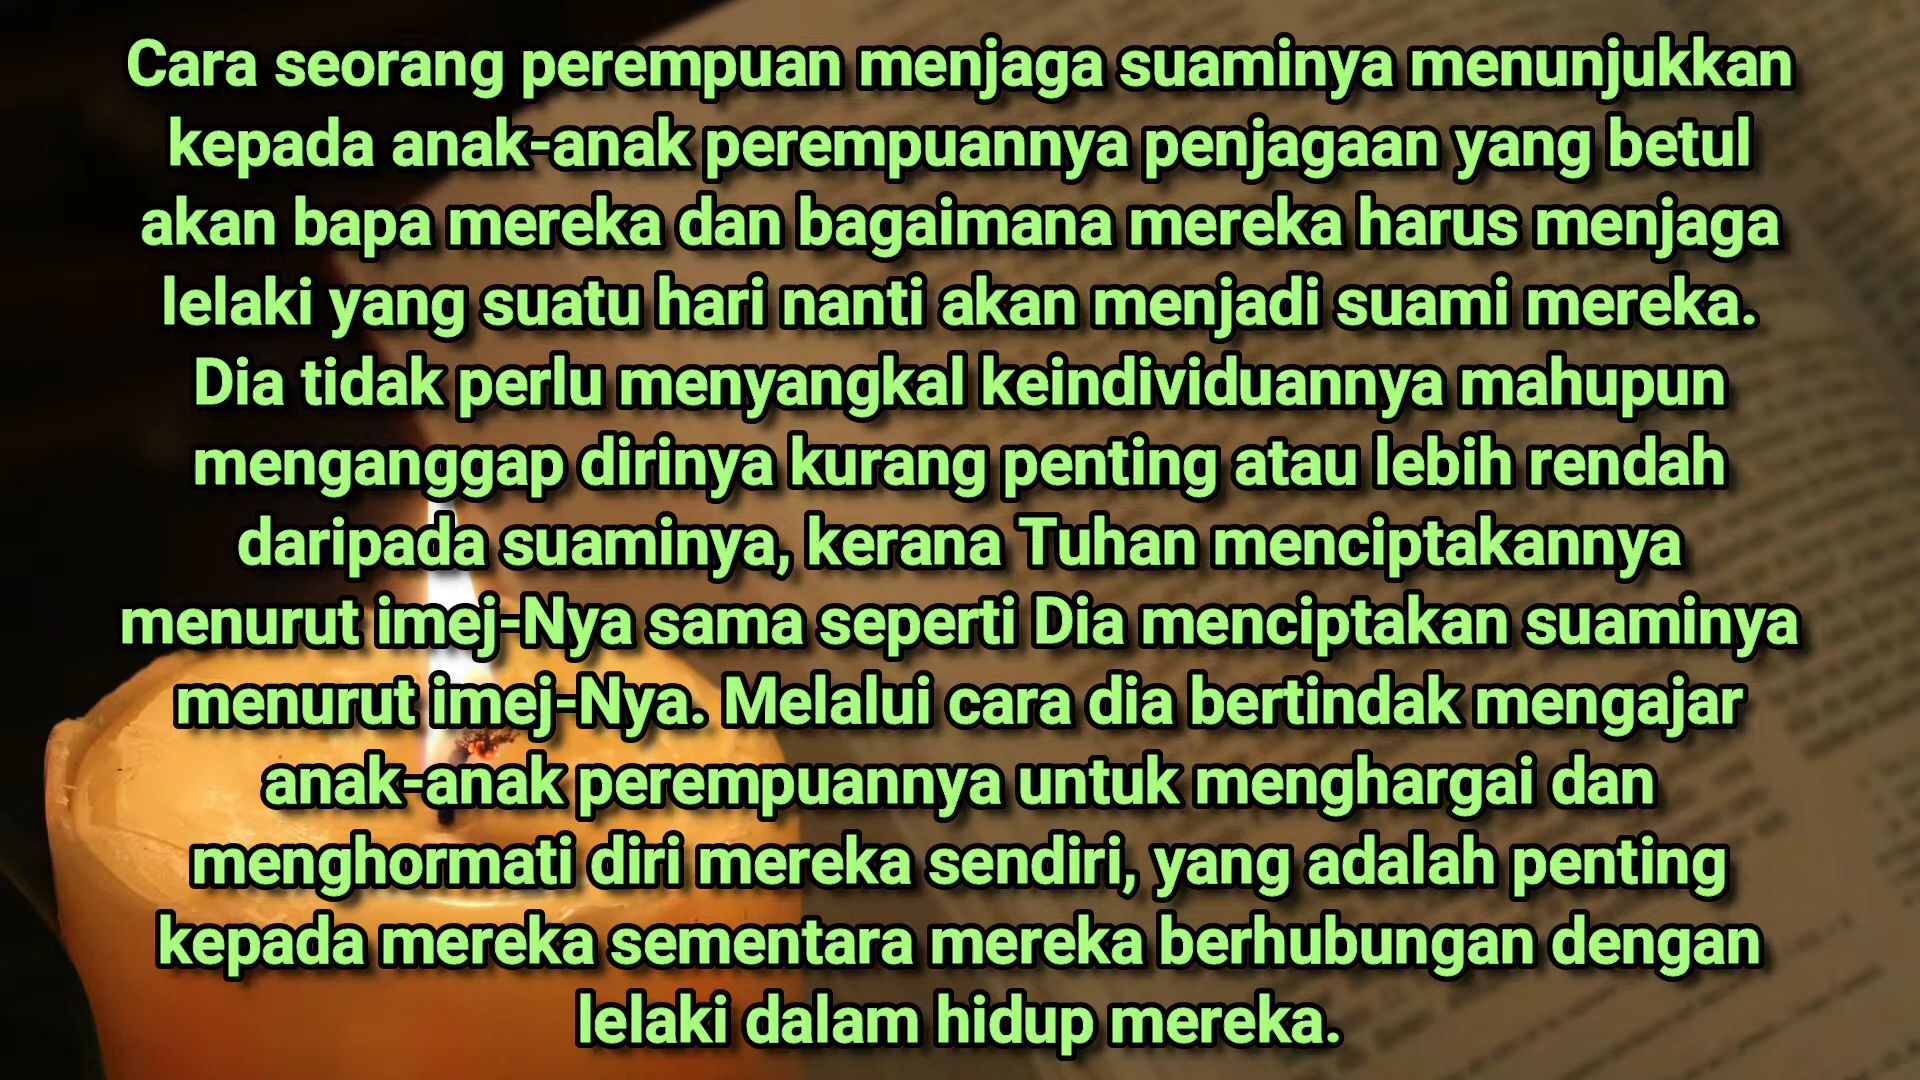 Cara seorang perempuan menjaga suaminya menunjukkan
kepada anak-anak perempuannya penjagaan yang betul
akan bapa mereka dan bagaimana mereka harus menjaga
lelaki yang suatu hari nanti akan menjadi suami mereka.
Dia tidak perlu menyangkal keindividuannya mahupun
menganggap dirinya kurang penting atau lebih rendah
daripada suaminya, kerana Tuhan menciptakannya
menurut imej-Nya sama seperti Dia menciptakan suaminya
menurut imej-Nya. Melalui cara dia bertindak mengajar
anak-anak perempuannya untuk menghargai dan
menghormati diri mereka sendiri, yang adalah penting
kepada mereka sementara mereka berhubungan dengan
lelaki dalam hidup mereka.